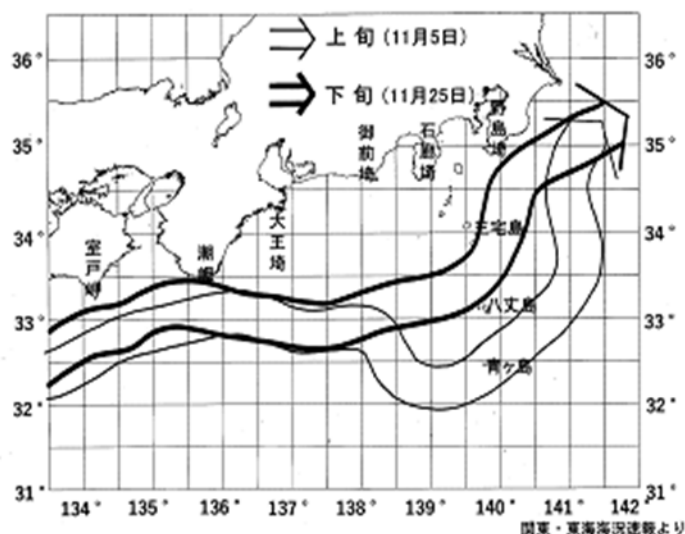 上旬 (11月5日)
下旬 (11月25日)
36°
35°
34°
33°
32°
31°
36°
35°
34°
33°
32°
31°
野島埼
石廊埼
御前埼
大王埼
潮岬
室戸岬
三宅島
八丈島
青ヶ島
134°
135°
136°
137°
138°
139°
140°
141°
142°
関東・東海海況速報より